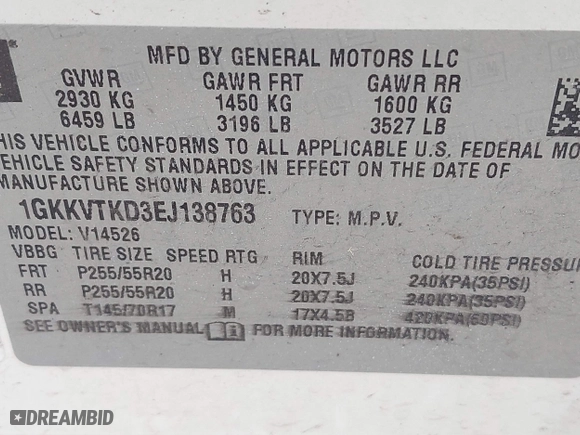 MFD BY GENERAL MOTORS LLC
GVWR GAWR FRT GAWR RR
2930 KG 1450 KG 1600 KG
6459 LB 3196 LB 3527 LB
THIS VEHICLE CONFORMS TO ALL APPLICABLE U.S. FEDERAL MO
VEHICLE SAFETY STANDARDS IN EFFECT ON THE DATE O
MANUFACTURE SHOWN ABOVE.
1GKKVTKD3EJ138763 TYPE: M.P.V.
MODEL: V14526
VBBG TIRE SIZE SPEED RTG RIM COLD TIRE PRESSUR
FRT P255/55R20 H 20X7.5J 240KPA(35PSI)
RR P255/55R20 H 20X7.5J 240KPA(35PSI)
SPA T145/70R17 M 17X4.5B 420KPA(60PSI)
SEE OWNER'S MANUAL FOR MORE INFORMATION.
DREAMBID